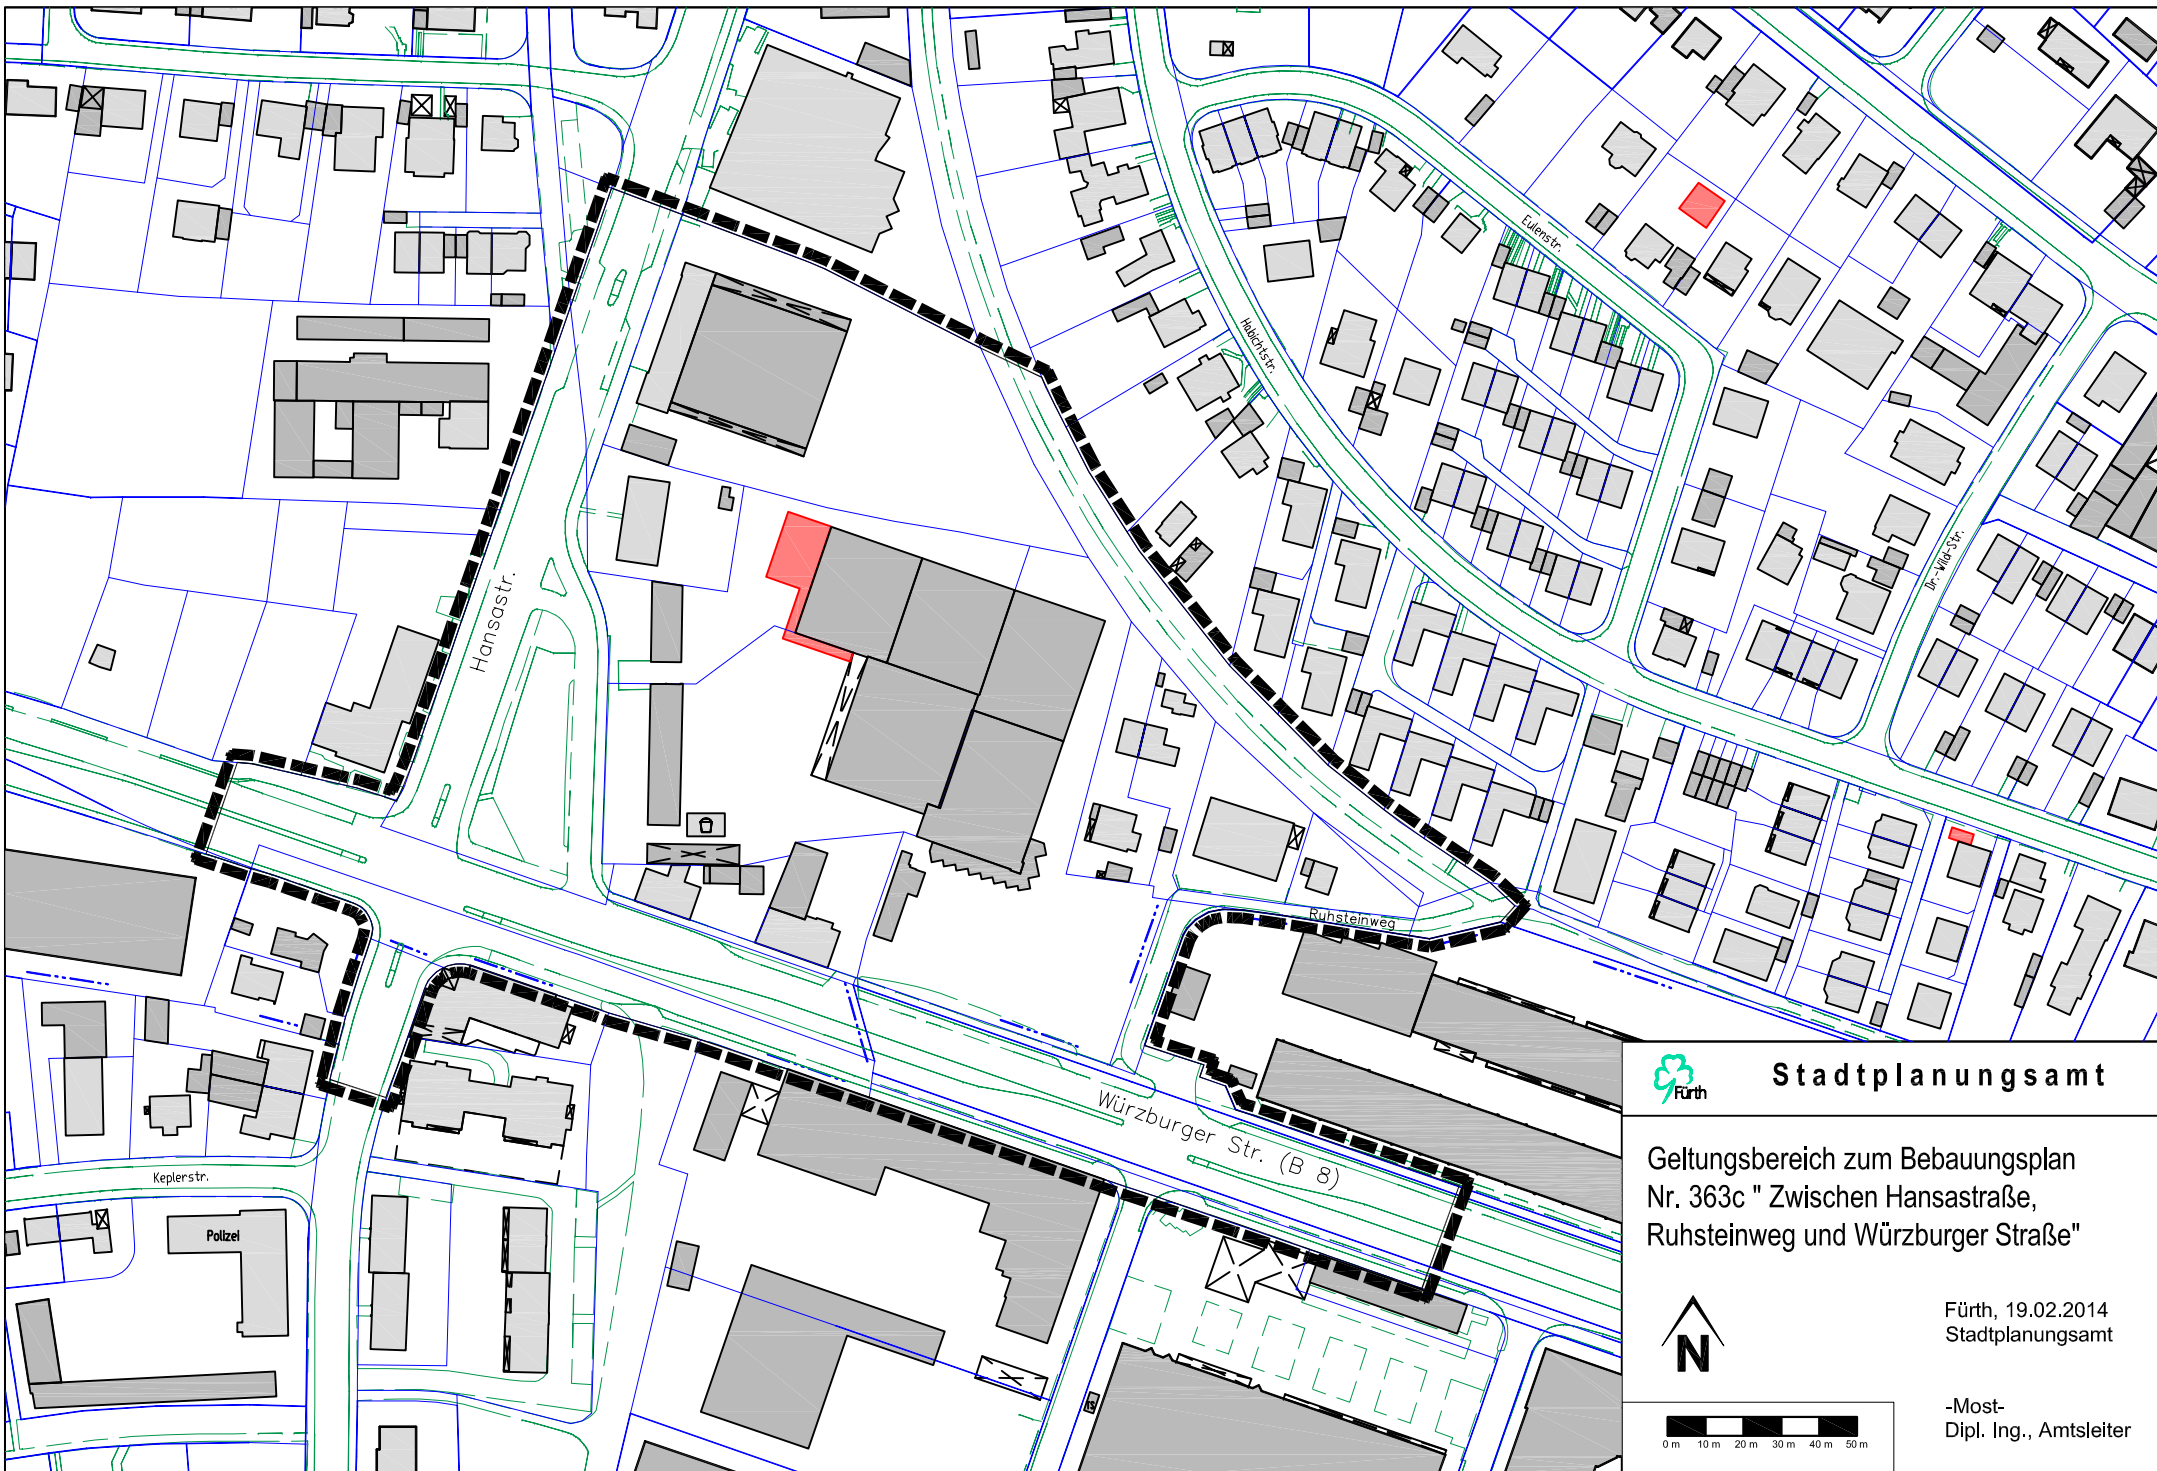 Eulenstr.
Habichtstr.
Dr.-Wild-Str.
Hansastr.
Ruhsteinweg
Würzburger Str. (B 8)
Keplerstr.
Polizei
Fürth
Stadtplanungsamt
Geltungsbereich zum Bebauungsplan
Nr. 363c " Zwischen Hansastraße,
Ruhsteinweg und Würzburger Straße"
N
Fürth, 19.02.2014
Stadtplanungsamt
-Most-
Dipl. Ing., Amtsleiter
0 m 10 m 20 m 30 m 40 m 50 m